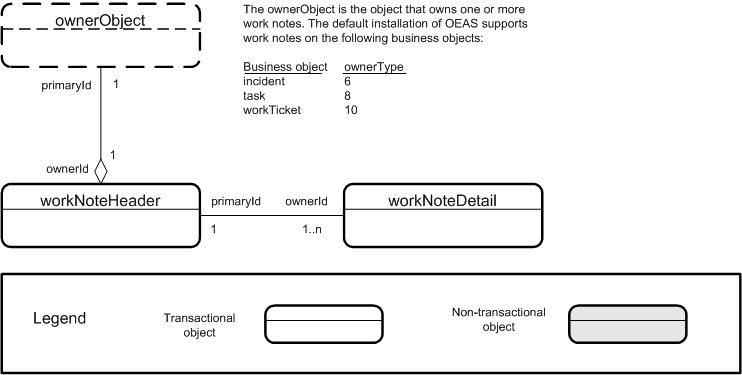 ownerObject
The ownerObject is the object that owns one or more
work notes. The default installation of OEAS supports
work notes on the following business objects:
Business object ownerType
incident 6
task 8
workTicket 10
primaryId 1
1
ownerId
workNoteHeader
primaryId ownerId
1 1..n
workNoteDetail
Legend
Transactional
object
Non-transactional
object